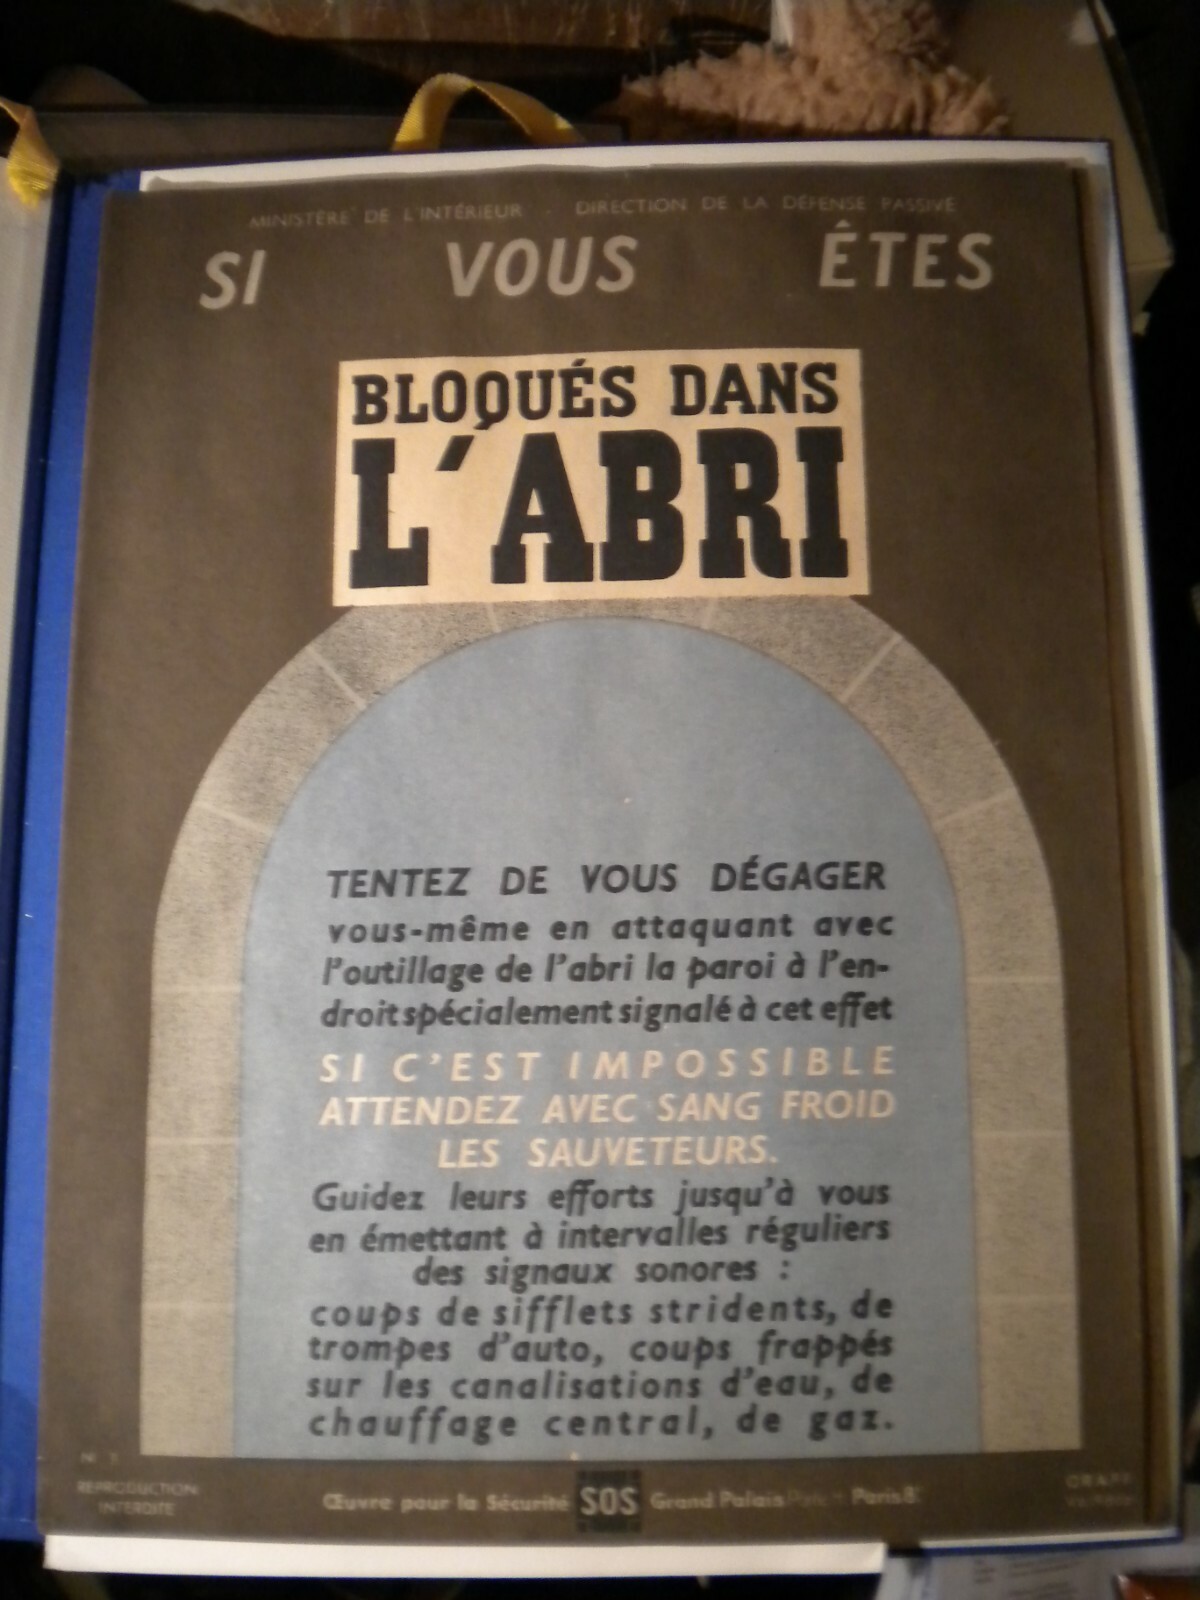 MINISTÈRE DE L'INTÉRIEUR . DIRECTION DE LA DÉFENSE PASSIVE
SI VOUS ÊTES
BLOQUÉS DANS
L'ABRI
TENTEZ DE VOUS DÉGAGER
vous-même en attaquant avec
l'outillage de l'abri la paroi à l'en-
droit spécialement signalé à cet effet
SI C'EST IMPOSSIBLE
ATTENDEZ AVEC SANG FROID
LES SAUVETEURS.
Guidez leurs efforts jusqu'à vous
en émettant à intervalles réguliers
des signaux sonores :
coups de sifflets stridents, de
trompes d'auto, coups frappés
sur les canalisations d'eau, de
chauffage central, de gaz.
REPRODUCTION
INTERDITE
Œuvre pour la Sécurité SOS Grand Palais Paris 8e